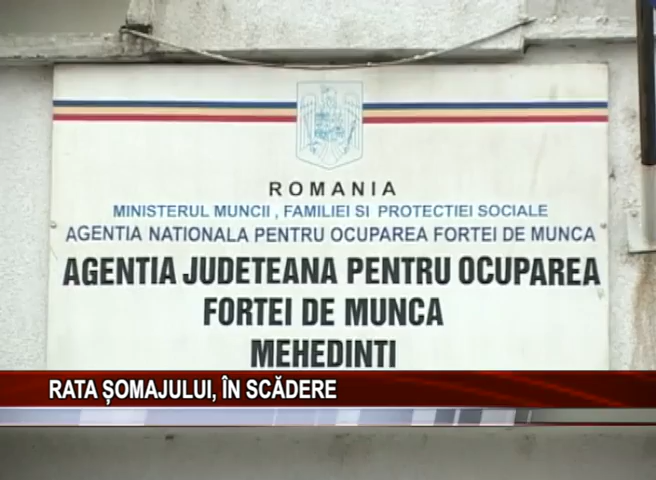 ROMANIA
MINISTERUL MUNCII, FAMILIEI SI PROTECTIEI SOCIALE
AGENTIA NATIONALA PENTRU OCUPAREA FORTEI DE MUNCA
AGENTIA JUDETEANA PENTRU OCUPAREA
FORTEI DE MUNCA
MEHEDINTI
RATA ȘOMAJULUI, ÎN SCĂDERE